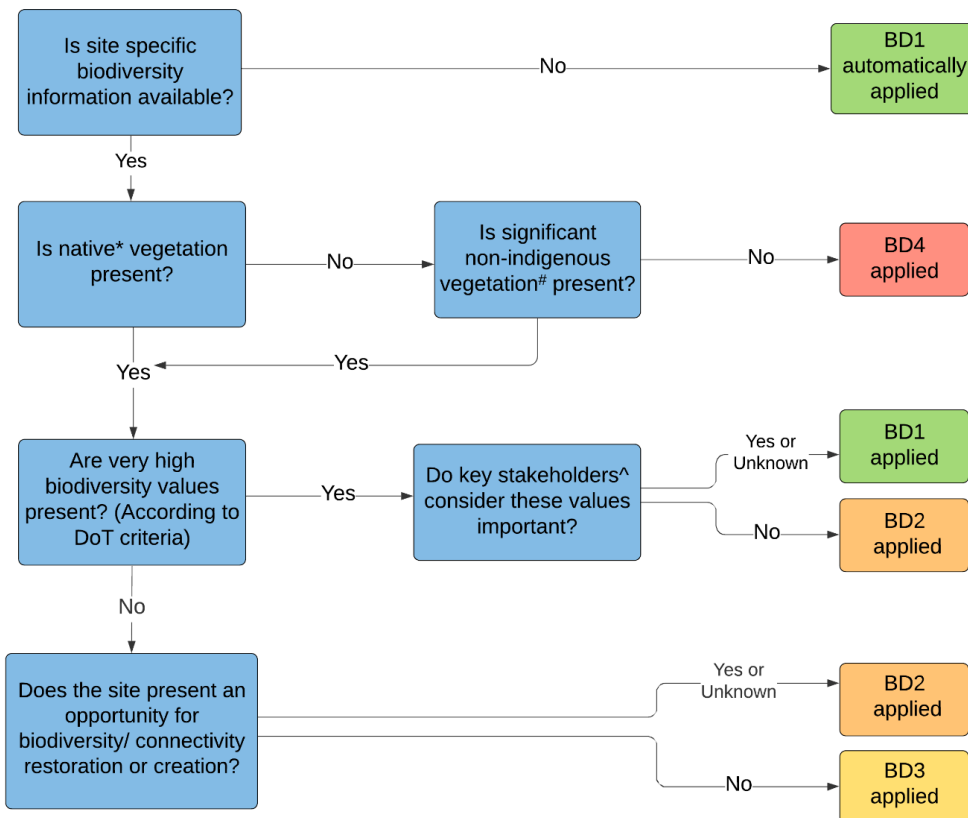 Is site specific
biodiversity
information available?
No
BD1
automatically
applied
Yes
Is native* vegetation
present?
No
Is significant
non-indigenous
vegetation# present?
No
BD4
applied
Yes
Yes
Are very high
biodiversity values
present? (According to
DoT criteria)
Yes
Do key stakeholders^
consider these values
important?
Yes or
Unknown
BD1
applied
No
BD2
applied
No
Does the site present an
opportunity for
biodiversity/ connectivity
restoration or creation?
Yes or
Unknown
BD2
applied
No
BD3
applied